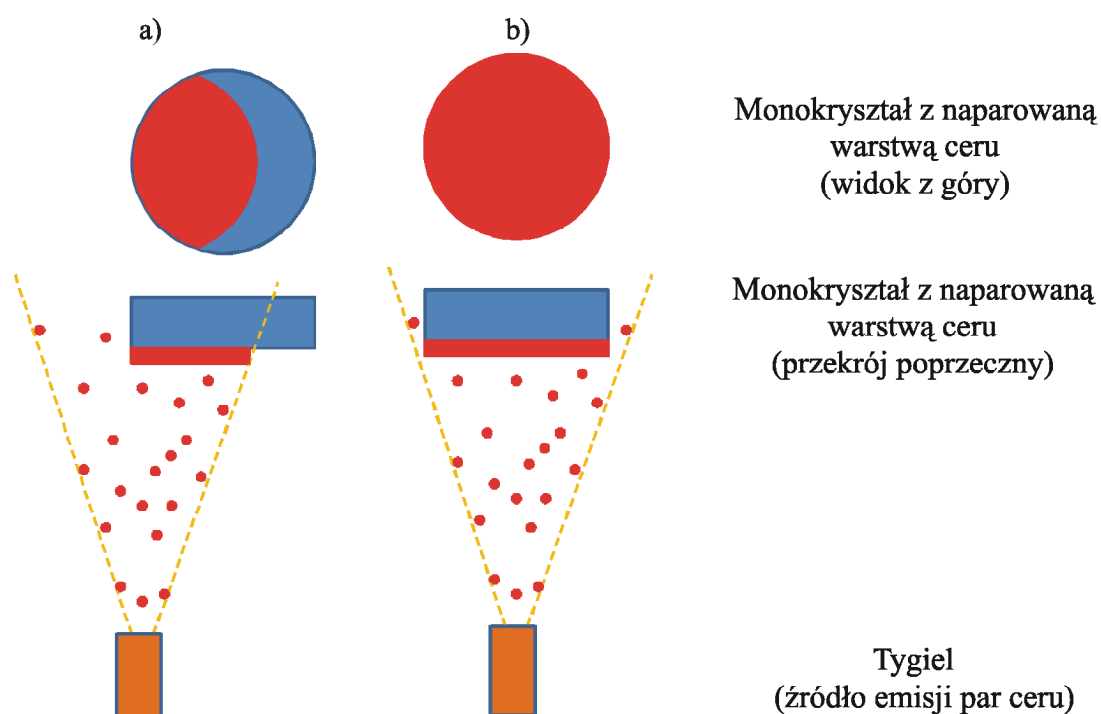 a)
b)
Monokryształ z naparowaną
warstwą ceru
(widok z góry)
Monokryształ z naparowaną
warstwą ceru
(przekrój poprzeczny)
Tygiel
(źródło emisji par ceru)